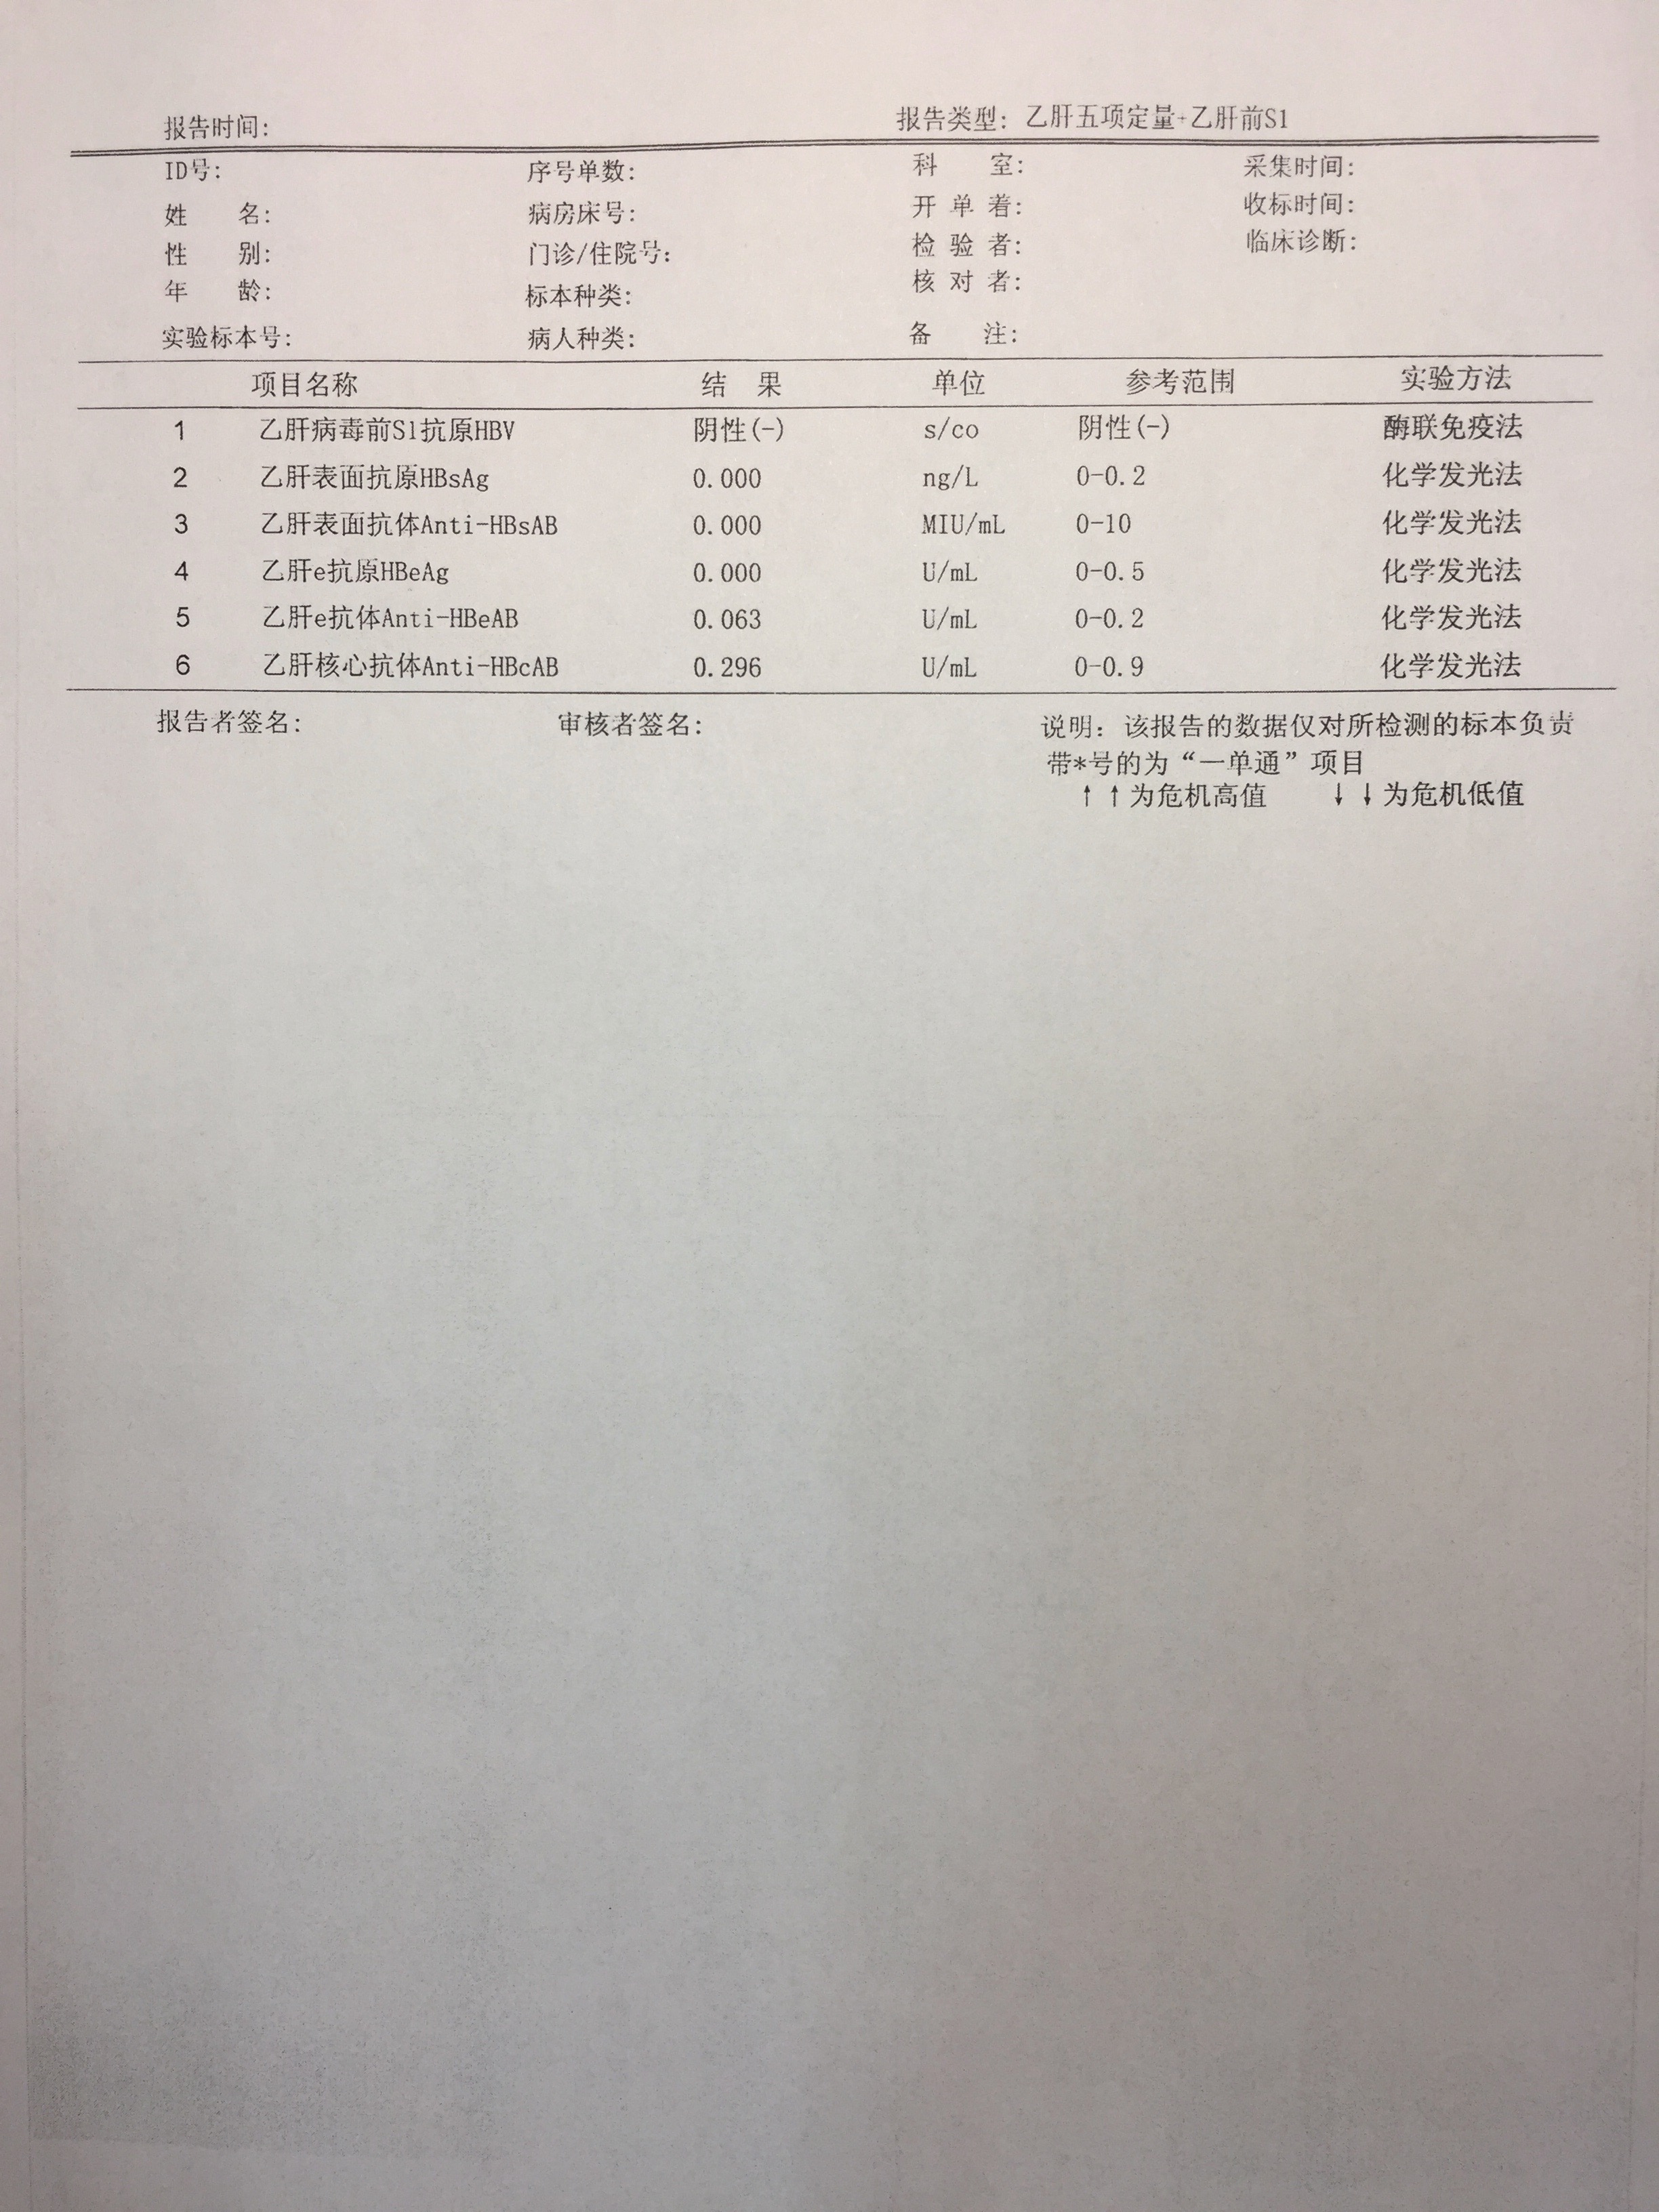 报告时间: 报告类型: 乙肝五项定量+乙肝前S1
ID号: 序号单数: 科 室: 采集时间:
姓 名: 病房床号: 开 单 着: 收标时间:
性 别: 门诊/住院号: 检 验 者: 临床诊断:
年 龄: 标本种类: 核 对 者:
实验标本号: 病人种类: 备 注:
项目名称 结 果 单位 参考范围 实验方法
1 乙肝病毒前S1抗原HBV 阴性(-) s/co 阴性(-) 酶联免疫法
2 乙肝表面抗原HBsAg 0.000 ng/L 0-0.2 化学发光法
3 乙肝表面抗体Anti-HBsAB 0.000 MIU/mL 0-10 化学发光法
4 乙肝e抗原HBeAg 0.000 U/mL 0-0.5 化学发光法
5 乙肝e抗体Anti-HBeAB 0.063 U/mL 0-0.2 化学发光法
6 乙肝核心抗体Anti-HBcAB 0.296 U/mL 0-0.9 化学发光法
报告者签名: 审核者签名: 说明: 该报告的数据仅对所检测的标本负责
带*号的为“一单通”项目
↑↑为危机高值 ↓↓为危机低值